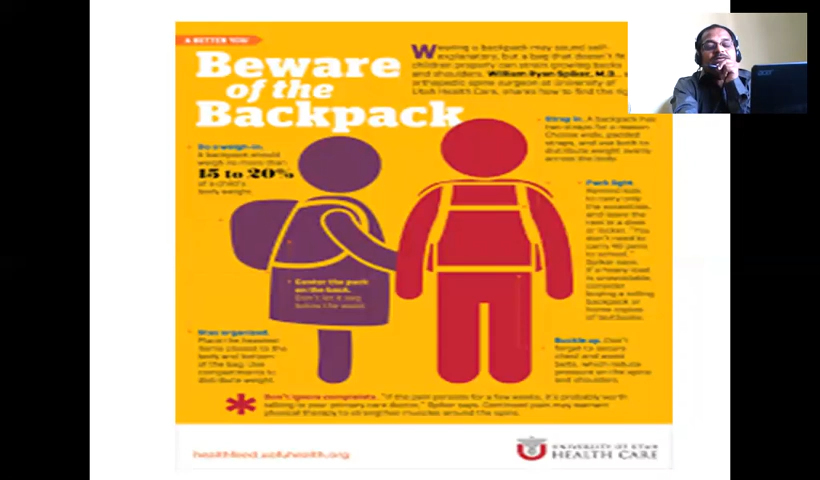 A BETTER YOU
Beware
of the
Backpack
Wearing a backpack may sound self-
explanatory, but a bag that doesn't fit
children properly can strain growing backs
and shoulders. William Ryan Spiker, M.D.,
orthopedic spine surgeon at University of
Utah Health Care, shares how to find the
Do a weigh-in.
A backpack should
weigh no more than
15 to 20%
of a child's
body weight.
Strap in. A backpack has
two straps for a reason.
Choose wide, padded
straps, and use both to
distribute weight evenly
across the body.
Pack light.
Remind kids
to carry only
the essentials,
and leave the
rest in a desk
or locker. "You
don't need to
carry 40 pens
to school,"
Spiker says.
If a heavy load
is unavoidable,
consider
buying a rolling
backpack or
home copies
of textbooks.
Center the pack
on the back.
Don't let it sag
below the waist.
Stay organized.
Place the heaviest
items closest to the
body and bottom
of the bag. Use
compartments to
distribute weight.
Buckle up. Don't
forget to secure
chest and waist
belts, which reduce
pressure on the spine
and shoulders.
Don't ignore complaints. "If the pain persists for a few weeks, it's probably worth
talking to your primary care doctor," Spiker says. Continued pain may warrant
physical therapy to strengthen muscles around the spine.
healthfeed.uofuhealth.org
UNIVERSITY OF UTAH
HEALTH CARE
acer